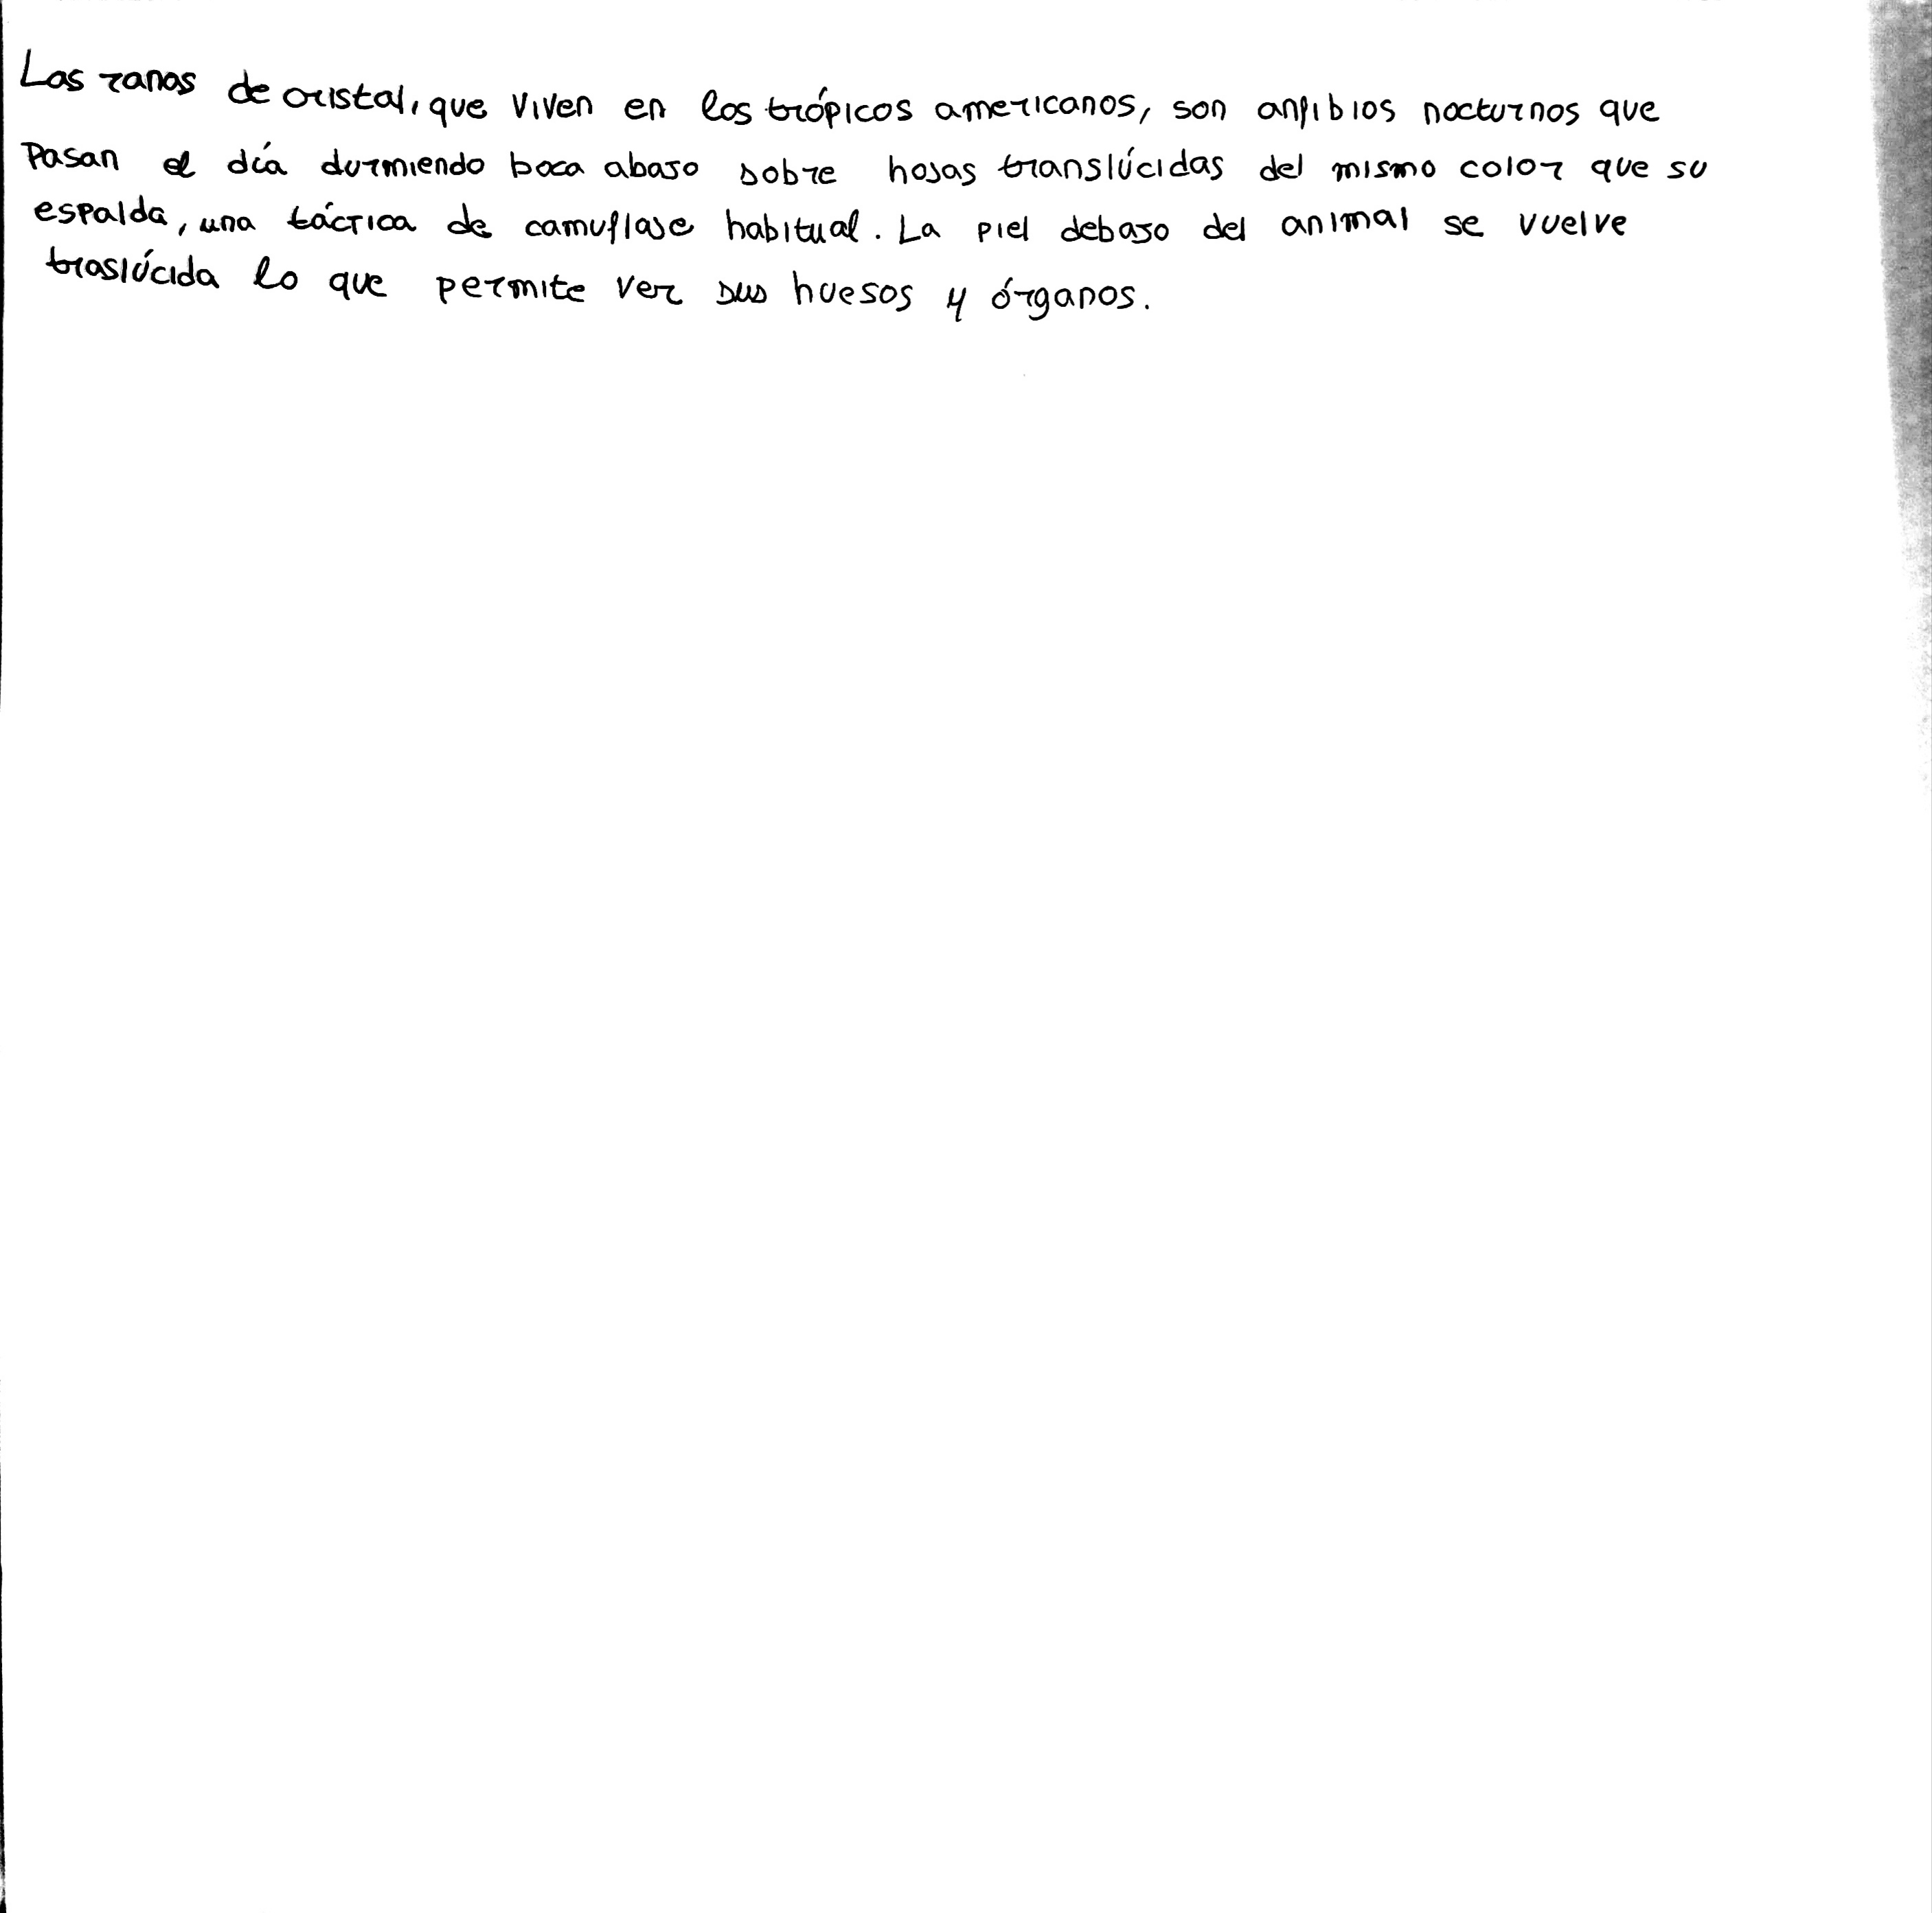 Las ranas de cristal, que viven en los trópicos americanos, son anfibios nocturnos que
pasan el día durmiendo boca abajo sobre hojas translúcidas del mismo color que su
espalda, una táctica de camuflaje habitual. La piel debajo del animal se vuelve
traslúcida lo que permite ver sus huesos y órganos.